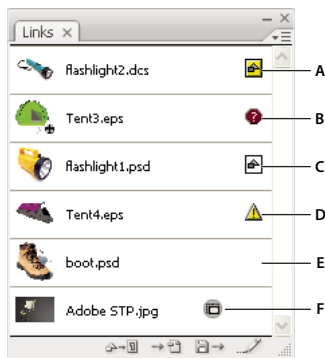 Links
flashlight2.dcs
A
Tent3.eps
B
flashlight1.psd
C
Tent4.eps
D
boot.psd
E
Adobe STP.jpg
F